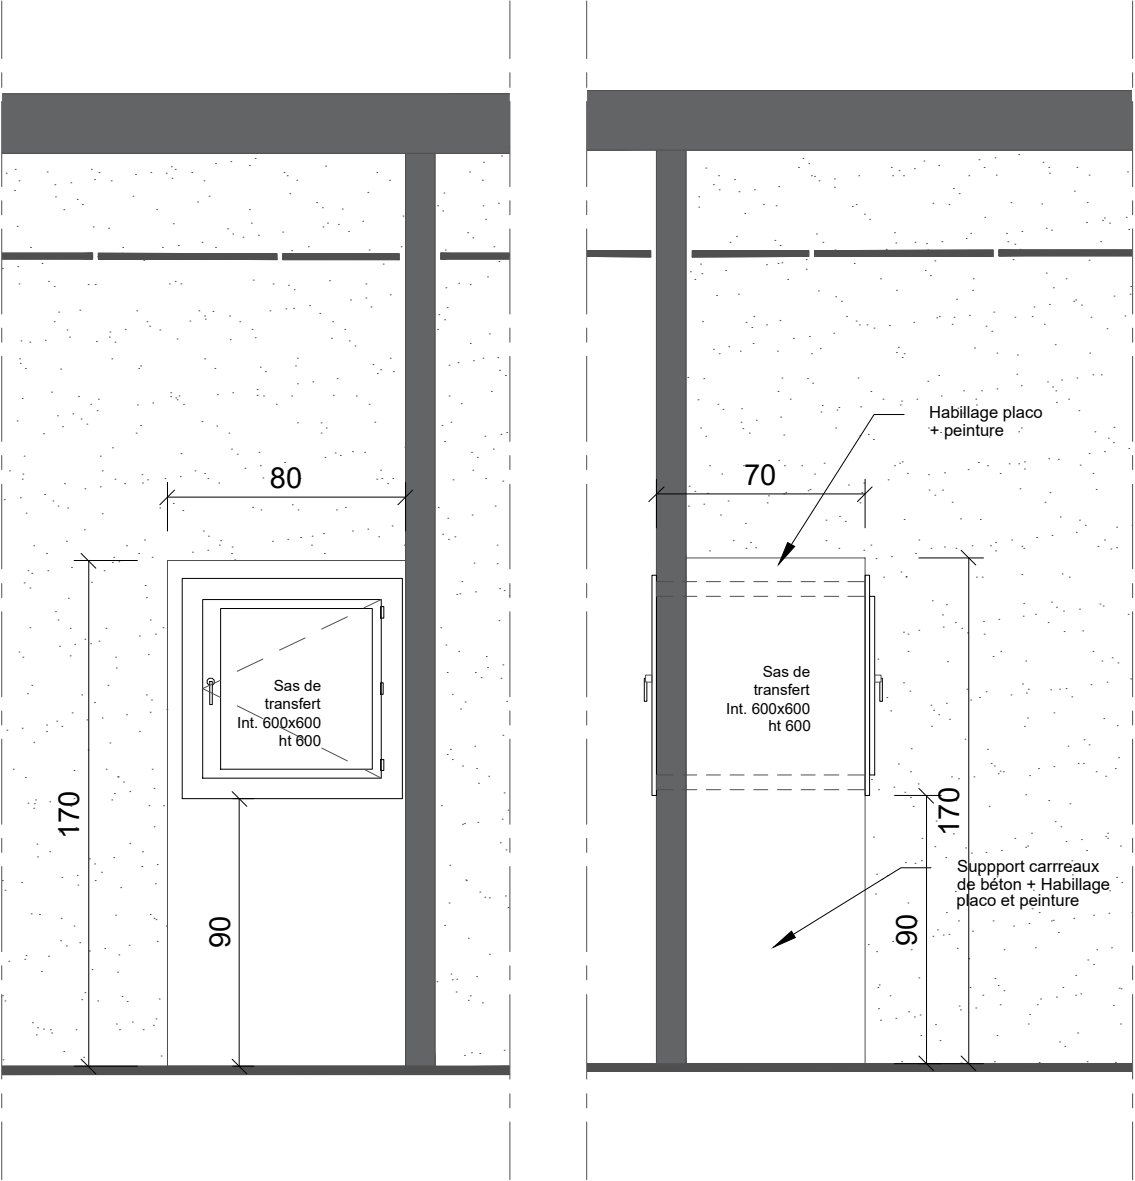 80
Sas de
transfert
Int. 600x600
ht 600
170
90
70
Habillage placo
+ peinture
Sas de
transfert
Int. 600x600
ht 600
170
Suppport carrreaux
de béton + Habillage
placo et peinture
90